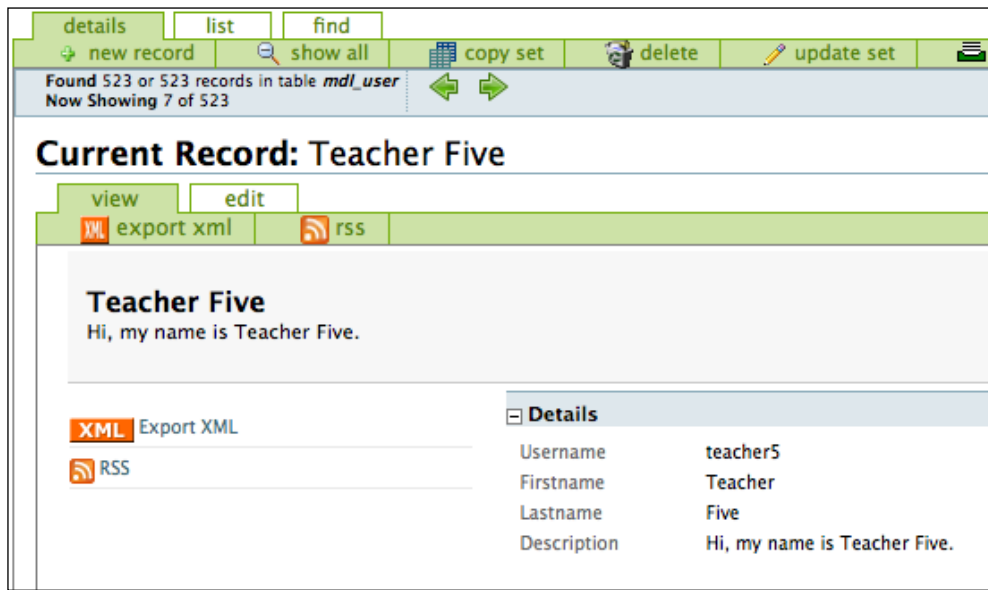 details list find
new record show all copy set delete update set
Found 523 or 523 records in table mdl_user
Now Showing 7 of 523
Current Record: Teacher Five
view edit
XML export xml rss
Teacher Five
Hi, my name is Teacher Five.
XML Export XML
RSS
Details
Username teacher5
Firstname Teacher
Lastname Five
Description Hi, my name is Teacher Five.